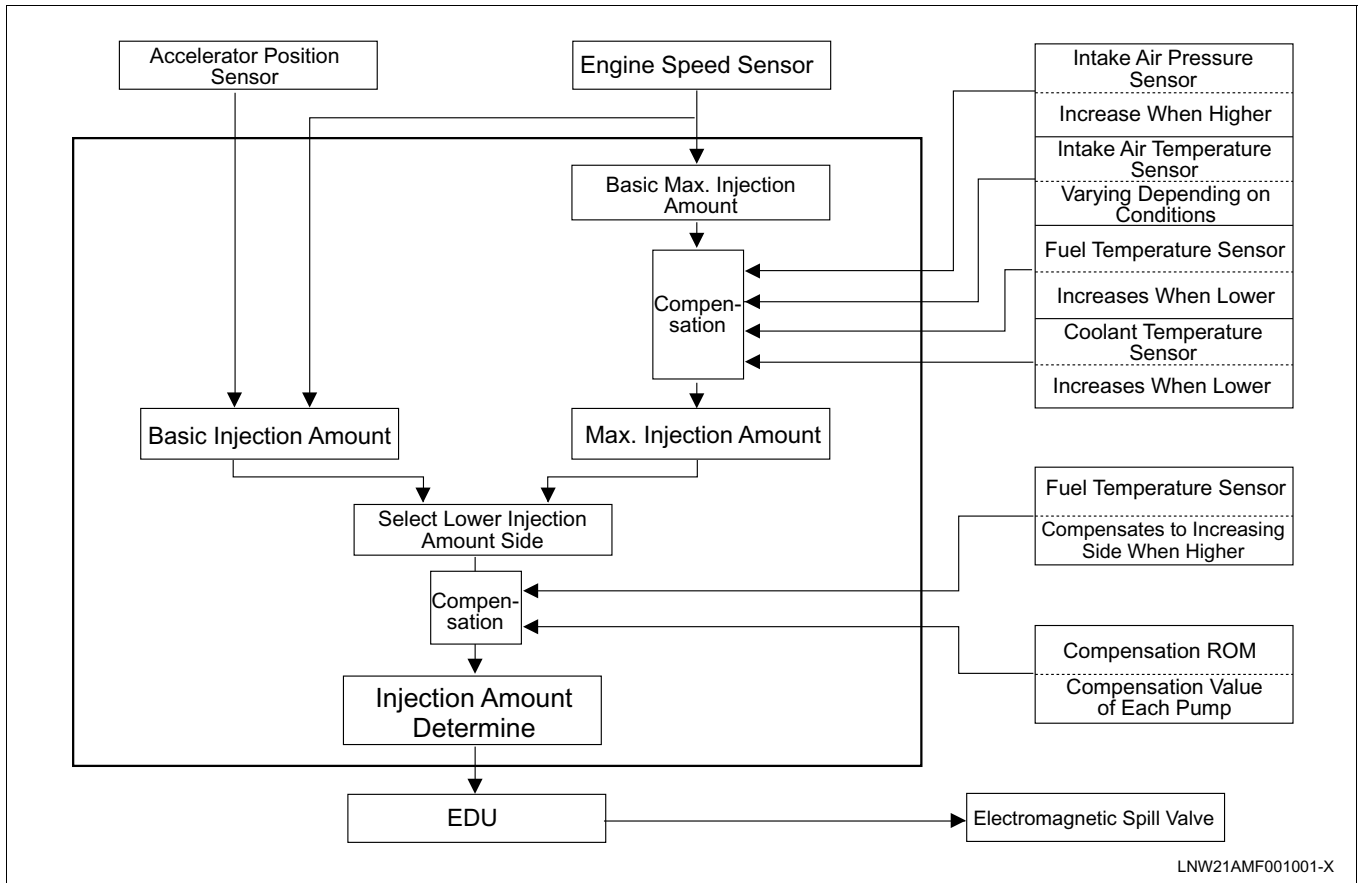 Accelerator Position
Sensor
Engine Speed Sensor
Intake Air Pressure
Sensor
Increase When Higher
Intake Air Temperature
Sensor
Varying Depending on
Conditions
Fuel Temperature Sensor
Increases When Lower
Coolant Temperature
Sensor
Increases When Lower
Basic Max. Injection
Amount
Compen-
sation
Basic Injection Amount
Max. Injection Amount
Select Lower Injection
Amount Side
Fuel Temperature Sensor
Compensates to Increasing
Side When Higher
Compen-
sation
Compensation ROM
Compensation Value
of Each Pump
Injection Amount
Determine
EDU
Electromagnetic Spill Valve
LNW21AMF001001-X